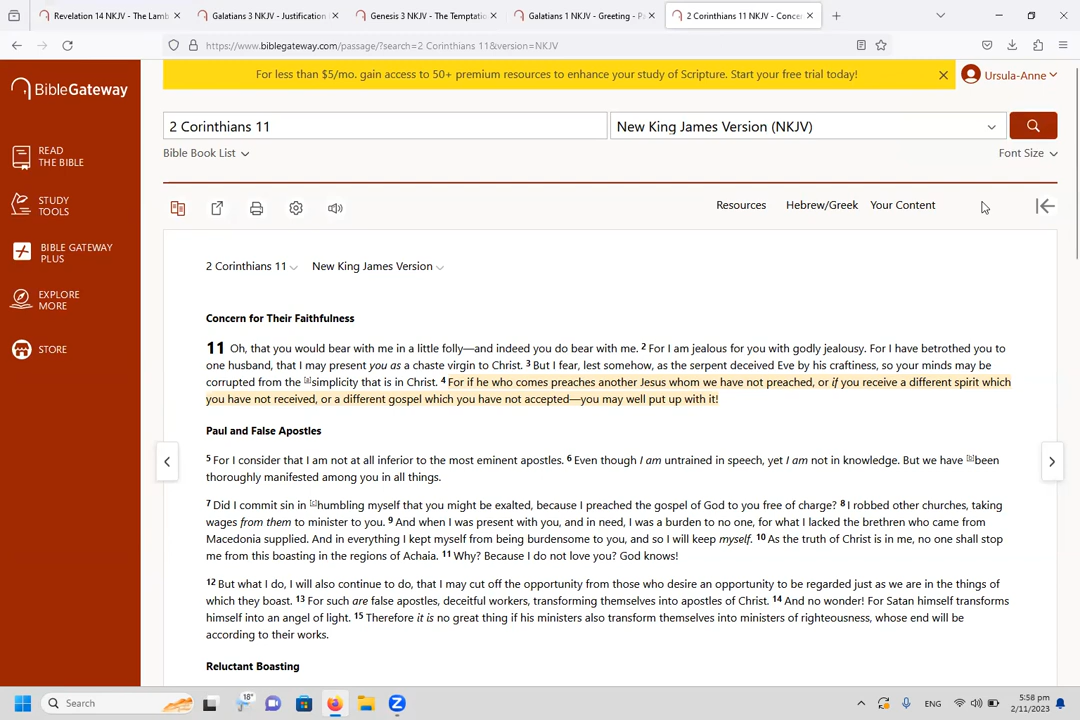 Revelation 14 NKJV - The Lamb
Galatians 3 NKJV - Justification
Genesis 3 NKJV - The Temptation
Galatians 1 NKJV - Greeting - Pa
2 Corinthians 11 NKJV - Concer
https://www.biblegateway.com/passage/?search=2 Corinthians 11&version=NKJV
For less than $5/mo. gain access to 50+ premium resources to enhance your study of Scripture. Start your free trial today!
Ursula-Anne
BibleGateway
2 Corinthians 11
New King James Version (NKJV)
Bible Book List
Font Size
READ
THE BIBLE
STUDY
TOOLS
BIBLE GATEWAY
PLUS
EXPLORE
MORE
STORE
Resources
Hebrew/Greek
Your Content
2 Corinthians 11
New King James Version
Concern for Their Faithfulness
11 Oh, that you would bear with me in a little folly—and indeed you do bear with me. 2 For I am jealous for you with godly jealousy. For I have betrothed you to
one husband, that I may present you as a chaste virgin to Christ. 3 But I fear, lest somehow, as the serpent deceived Eve by his craftiness, so your minds may be
corrupted from the [a]simplicity that is in Christ. 4 For if he who comes preaches another Jesus whom we have not preached, or if you receive a different spirit which
you have not received, or a different gospel which you have not accepted—you may well put up with it!
Paul and False Apostles
5 For I consider that I am not at all inferior to the most eminent apostles. 6 Even though I am untrained in speech, yet I am not in knowledge. But we have [b]been
thoroughly manifested among you in all things.
7 Did I commit sin in [c]humbling myself that you might be exalted, because I preached the gospel of God to you free of charge? 8 I robbed other churches, taking
wages from them to minister to you. 9 And when I was present with you, and in need, I was a burden to no one, for what I lacked the brethren who came from
Macedonia supplied. And in everything I kept myself from being burdensome to you, and so I will keep myself. 10 As the truth of Christ is in me, no one shall stop
me from this boasting in the regions of Achaia. 11 Why? Because I do not love you? God knows!
12 But what I do, I will also continue to do, that I may cut off the opportunity from those who desire an opportunity to be regarded just as we are in the things of
which they boast. 13 For such are false apostles, deceitful workers, transforming themselves into apostles of Christ. 14 And no wonder! For Satan himself transforms
himself into an angel of light. 15 Therefore it is no great thing if his ministers also transform themselves into ministers of righteousness, whose end will be
according to their works.
Reluctant Boasting
Search
18°
ENG
5:58 pm
2/11/2023